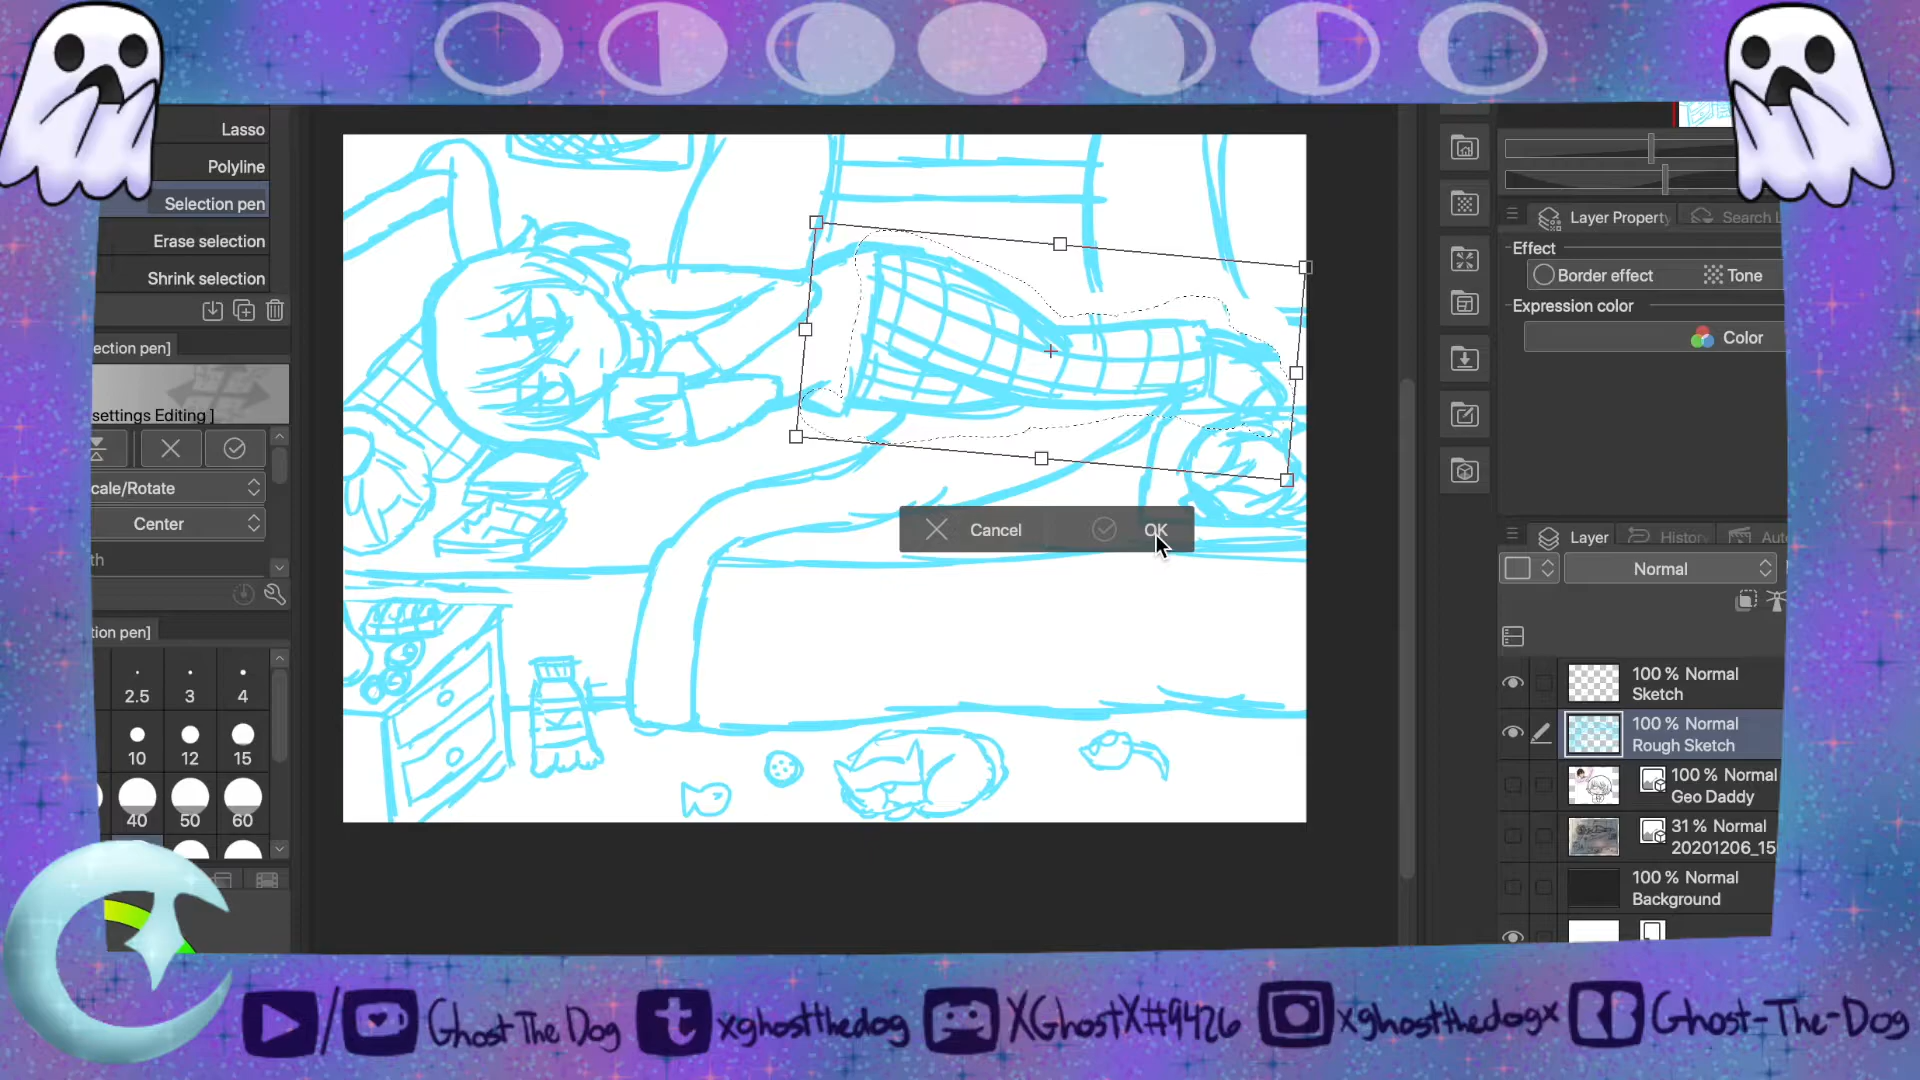 Lasso
Polyline
Selection pen
Erase selection
Shrink selection
ection pen]
settings Editing ]
cale/Rotate
Center
th
tion pen]
2.5 3 4
10 12 15
40 50 60
Cancel OK
Layer Property Search L
Effect
Border effect Tone
Expression color
Color
Layer Histor Aut
Normal
100 % Normal
Sketch
100 % Normal
Rough Sketch
100 % Normal
Geo Daddy
31 % Normal
20201206_15
100 % Normal
Background
/ Ghost The Dog t xghostthedog XGhostX#9426 xghostthedogx Ghost-The-Dog